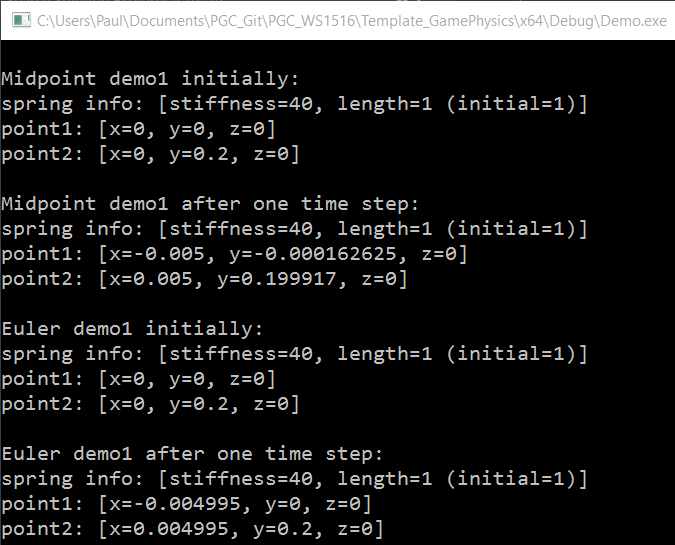 C:\Users\Paul\Documents\PGC_Git\PGC_WS1516\Template_GamePhysics\x64\Debug\Demo.exe
Midpoint demo1 initially:
spring info: [stiffness=40, length=1 (initial=1)]
point1: [x=0, y=0, z=0]
point2: [x=0, y=0.2, z=0]
Midpoint demo1 after one time step:
spring info: [stiffness=40, length=1 (initial=1)]
point1: [x=-0.005, y=-0.000162625, z=0]
point2: [x=0.005, y=0.199917, z=0]
Euler demo1 initially:
spring info: [stiffness=40, length=1 (initial=1)]
point1: [x=0, y=0, z=0]
point2: [x=0, y=0.2, z=0]
Euler demo1 after one time step:
spring info: [stiffness=40, length=1 (initial=1)]
point1: [x=-0.004995, y=0, z=0]
point2: [x=0.004995, y=0.2, z=0]